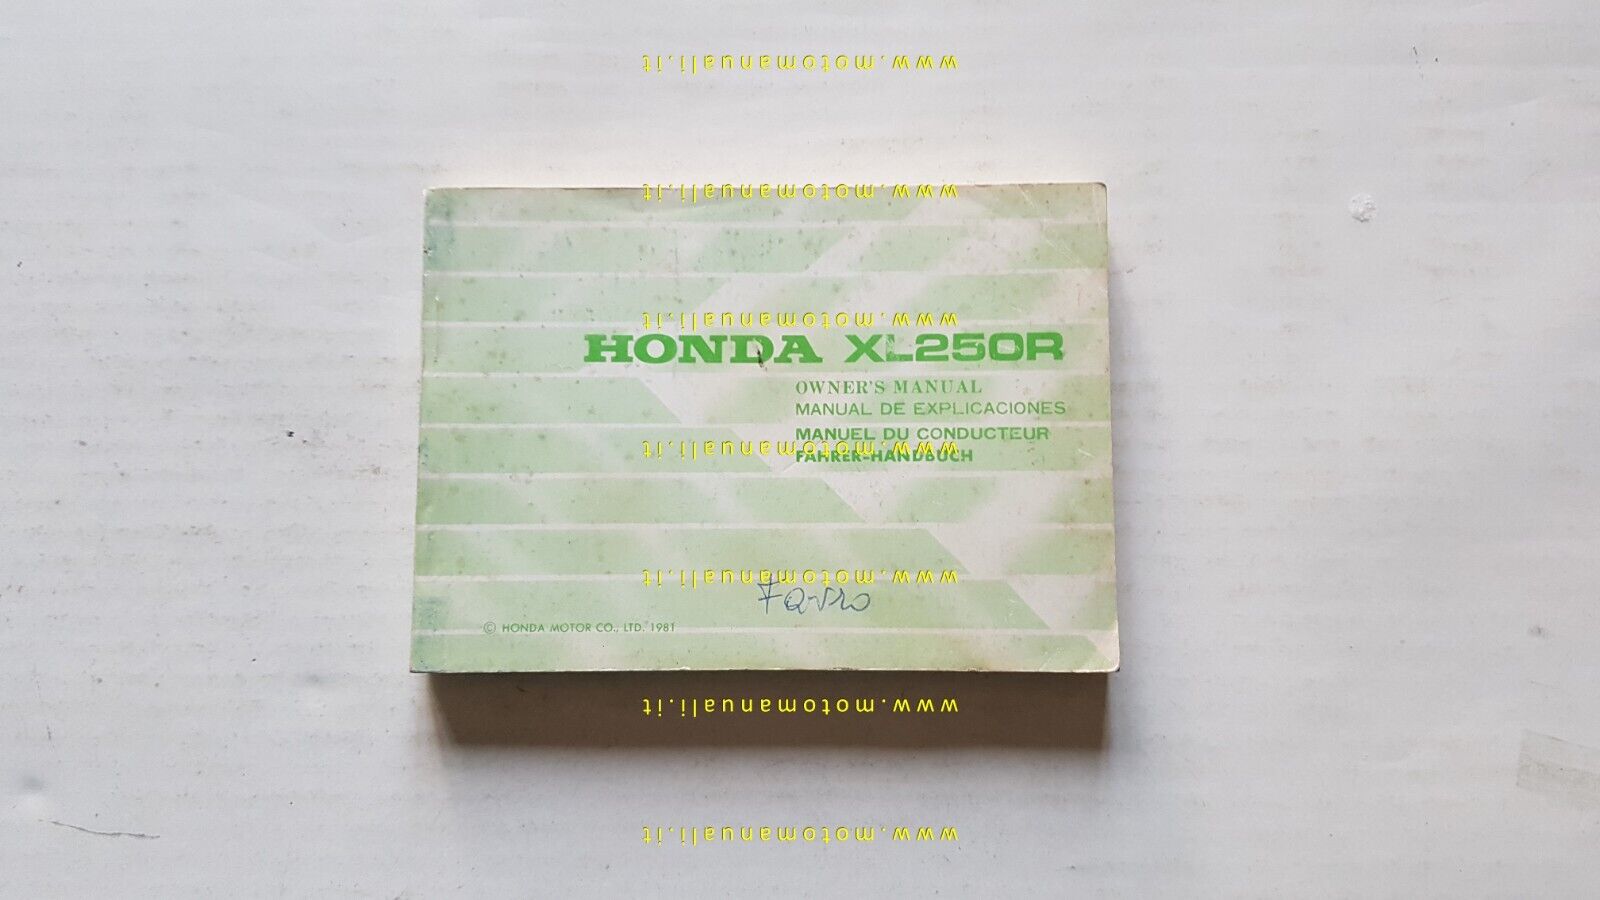 www.motomanuali.it
www.motomanuali.it
www.motomanuali.it
HONDA XL250R
OWNER'S MANUAL
MANUAL DE EXPLICACIONES
MANUEL DU CONDUCTEUR
www.motomanuali.it
FAHRER-HANDBUCH
www.motomanuali.it
© HONDA MOTOR CO., LTD. 1981
www.motomanuali.it
www.motomanuali.it